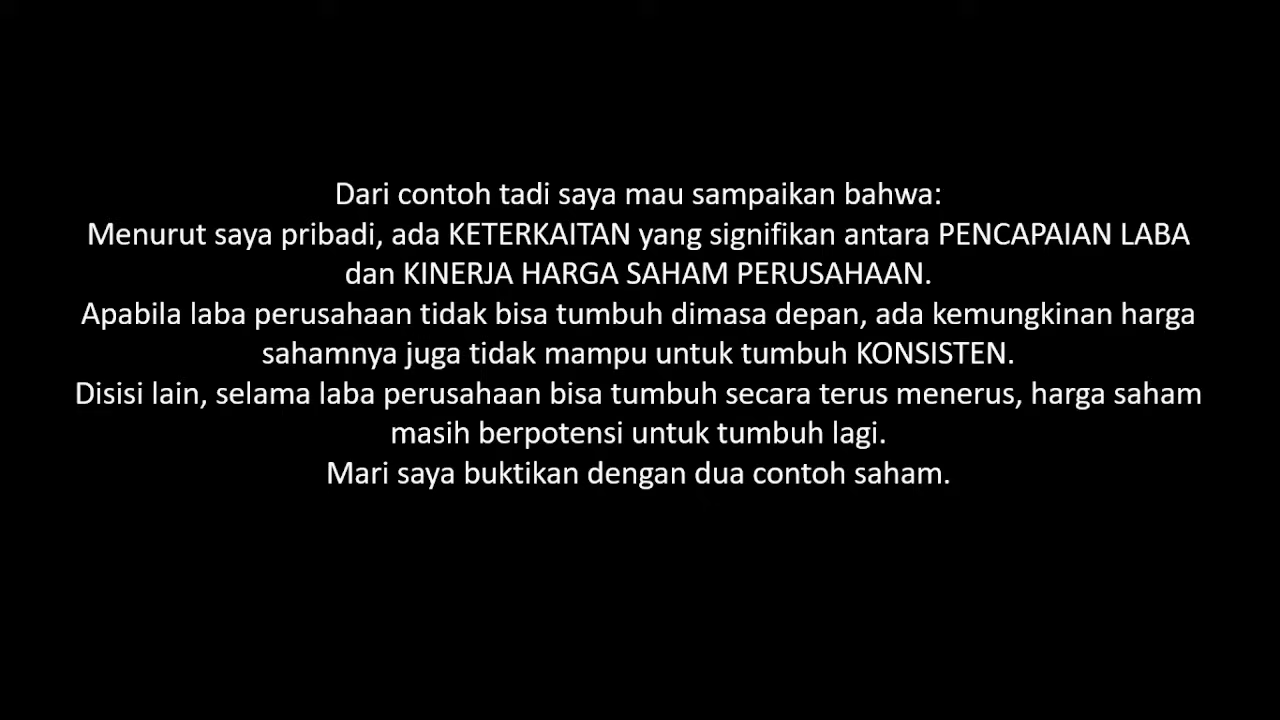 Dari contoh tadi saya mau sampaikan bahwa:
Menurut saya pribadi, ada KETERKAITAN yang signifikan antara PENCAPAIAN LABA
dan KINERJA HARGA SAHAM PERUSAHAAN.
Apabila laba perusahaan tidak bisa tumbuh dimasa depan, ada kemungkinan harga
sahamnya juga tidak mampu untuk tumbuh KONSISTEN.
Disisi lain, selama laba perusahaan bisa tumbuh secara terus menerus, harga saham
masih berpotensi untuk tumbuh lagi.
Mari saya buktikan dengan dua contoh saham.